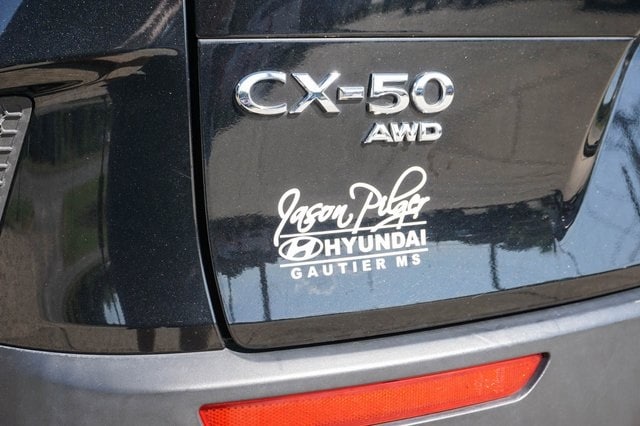 CX-50
AWD
Jason Pilger
HYUNDAI
GAUTIER MS